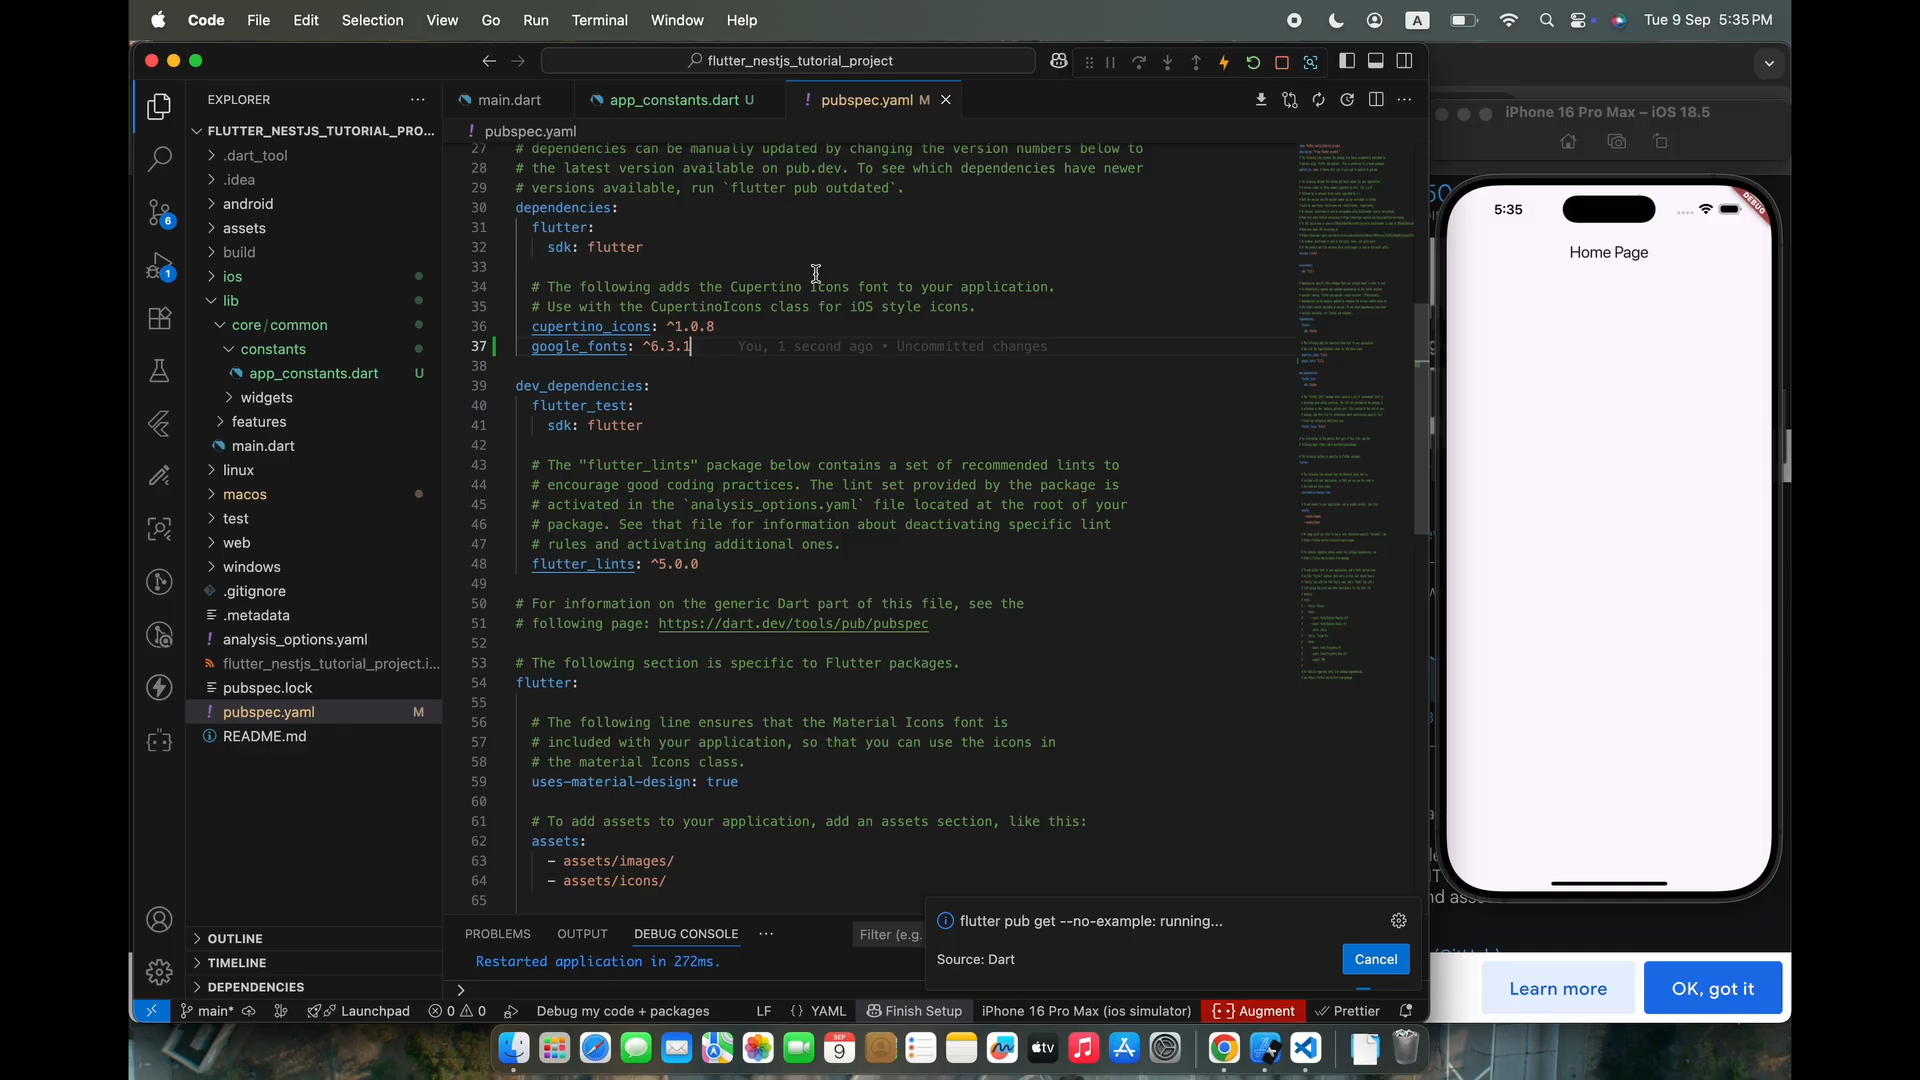 Code File Edit Selection View Go Run Terminal Window Help
A
Tue 9 Sep 5:35 PM
flutter_nestjs_tutorial_project
EXPLORER
main.dart
app_constants.dart U
! pubspec.yaml M
! pubspec.yaml
FLUTTER_NESTJS_TUTORIAL_PRO...
.dart_tool
.idea
android
assets
build
ios
lib
core/common
constants
app_constants.dart U
widgets
features
main.dart
linux
macos
test
web
windows
.gitignore
.metadata
! analysis_options.yaml
flutter_nestjs_tutorial_project.i...
pubspec.lock
! pubspec.yaml M
README.md
OUTLINE
TIMELINE
DEPENDENCIES
6
1
27 # dependencies can be manually updated by changing the version numbers below to
28 # the latest version available on pub.dev. To see which dependencies have newer
29 # versions available, run `flutter pub outdated`.
30 dependencies:
31 flutter:
32 sdk: flutter
33
34 # The following adds the Cupertino Icons font to your application.
35 # Use with the CupertinoIcons class for iOS style icons.
36 cupertino_icons: ^1.0.8
37 google_fonts: ^6.3.1 You, 1 second ago • Uncommitted changes
38
39 dev_dependencies:
40 flutter_test:
41 sdk: flutter
42
43 # The "flutter_lints" package below contains a set of recommended lints to
44 # encourage good coding practices. The lint set provided by the package is
45 # activated in the `analysis_options.yaml` file located at the root of your
46 # package. See that file for information about deactivating specific lint
47 # rules and activating additional ones.
48 flutter_lints: ^5.0.0
49
50 # For information on the generic Dart part of this file, see the
51 # following page: https://dart.dev/tools/pub/pubspec
52
53 # The following section is specific to Flutter packages.
54 flutter:
55
56 # The following line ensures that the Material Icons font is
57 # included with your application, so that you can use the icons in
58 # the material Icons class.
59 uses-material-design: true
60
61 # To add assets to your application, add an assets section, like this:
62 assets:
63 - assets/images/
64 - assets/icons/
65
PROBLEMS OUTPUT DEBUG CONSOLE
Filter (e.g.
Restarted application in 272ms.
flutter pub get --no-example: running...
Source: Dart
Cancel
main* Launchpad 0 0 Debug my code + packages LF {} YAML Finish Setup iPhone 16 Pro Max (ios simulator) Augment Prettier
iPhone 16 Pro Max – iOS 18.5
5:35
DEBUG
Home Page
Learn more
OK, got it
SEP
9
tv